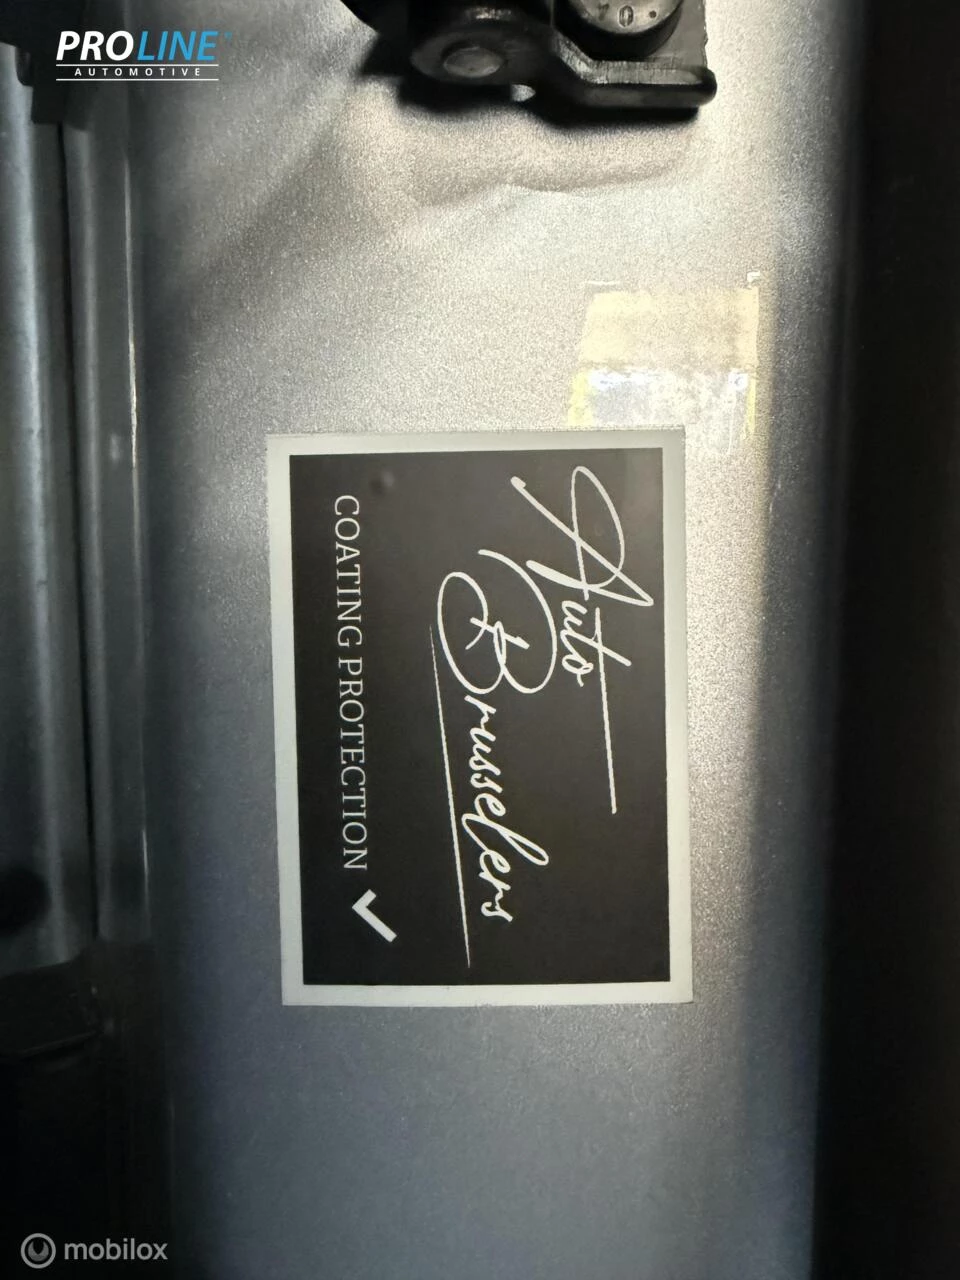 PROLINE
AUTOMOTIVE
Auto
Brusselers
COATING PROTECTION
mobilox